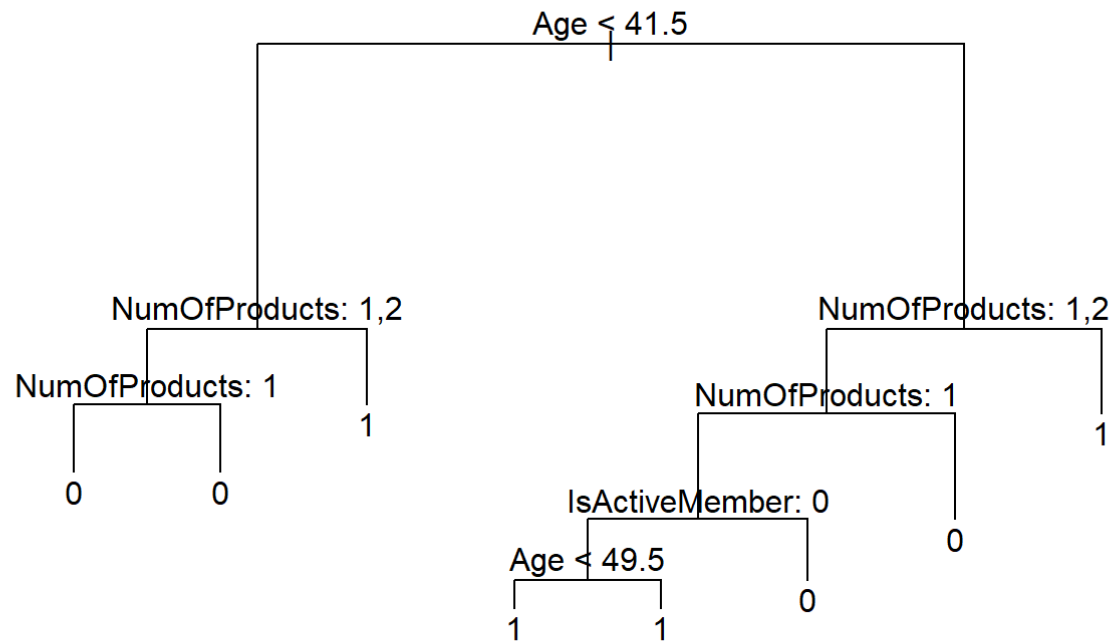 Age < 41.5
NumOfProducts: 1,2
NumOfProducts: 1,2
NumOfProducts: 1
NumOfProducts: 1
1
1
0
0
IsActiveMember: 0
0
Age < 49.5
0
1
1